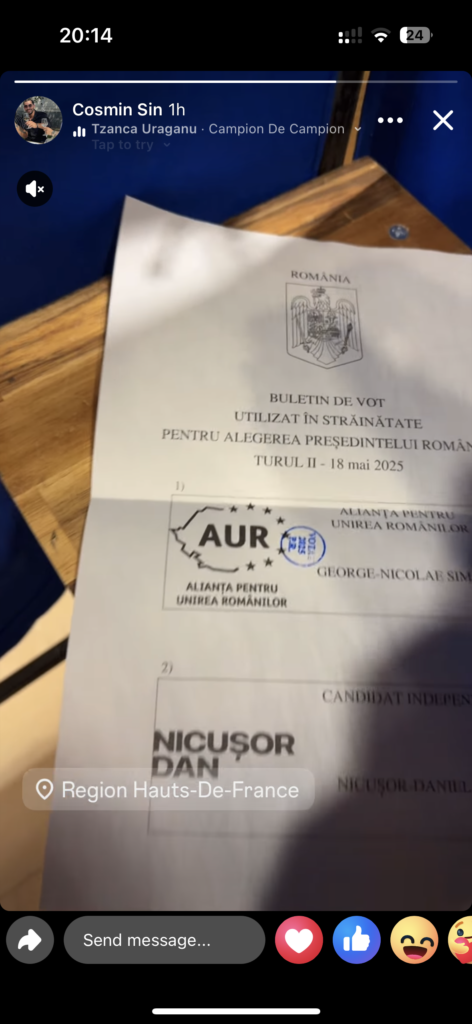 20:14
24
Cosmin Sin 1h
Tzanca Uraganu · Campion De Campion
Tap to try
ROMÂNIA
BULETIN DE VOT
UTILIZAT ÎN STRĂINĂTATE
PENTRU ALEGEREA PREȘEDINTELUI ROMÂN
TURUL II - 18 mai 2025
1)
ALIANȚA PENTRU
UNIREA ROMÂNILOR
AUR
VOTAT
2025
P.R.
GEORGE-NICOLAE SIM
ALIANȚA PENTRU
UNIREA ROMÂNILOR
2)
CANDIDAT INDEPEN
NICUȘOR
DAN
NICUȘOR-DANIEL
Region Hauts-De-France
Send message...